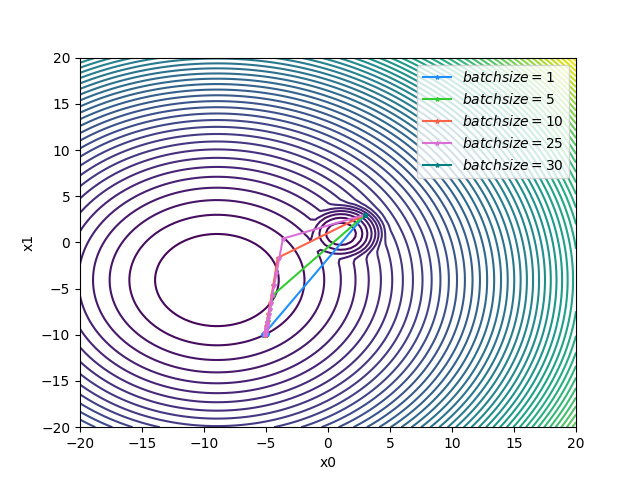 20
15
10
5
0
−5
−10
−15
−20
x1
−20
−15
−10
−5
0
5
10
15
20
x0
batchsize = 1
batchsize = 5
batchsize = 10
batchsize = 25
batchsize = 30